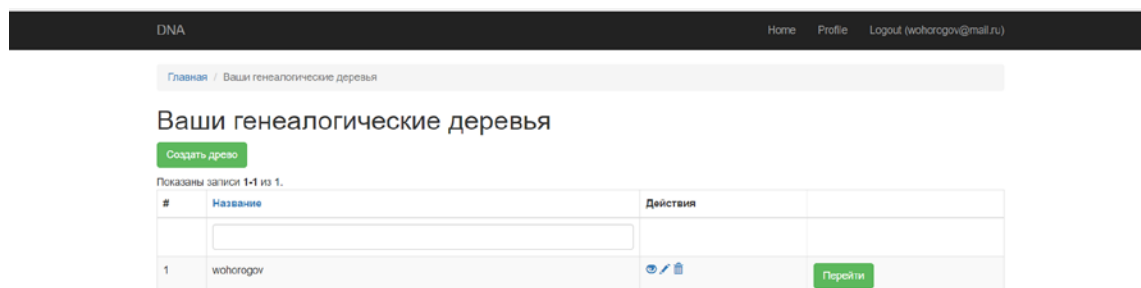 DNA Home Profile Logout (wohorogov@mail.ru)
Главная / Ваши генеалогические деревья
Ваши генеалогические деревья
Создать древо
Показаны записи 1-1 из 1.
# Название Действия
1 wohorogov Перейти